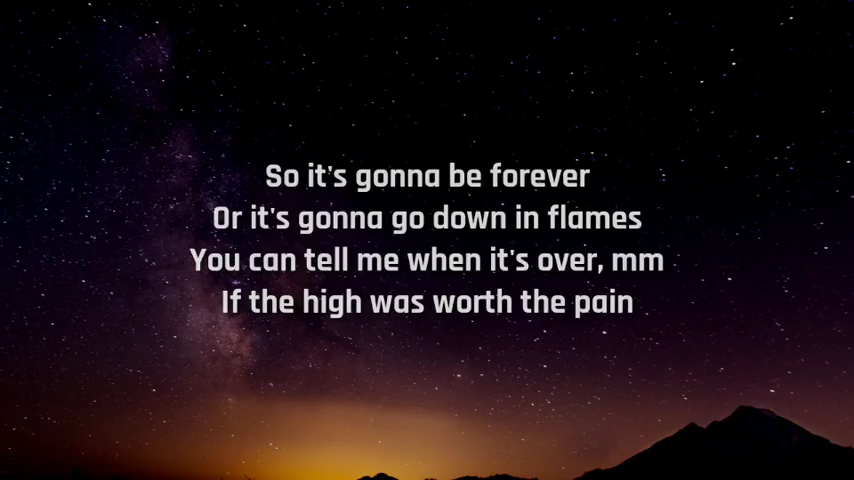 So it's gonna be forever
Or it's gonna go down in flames
You can tell me when it's over, mm
If the high was worth the pain